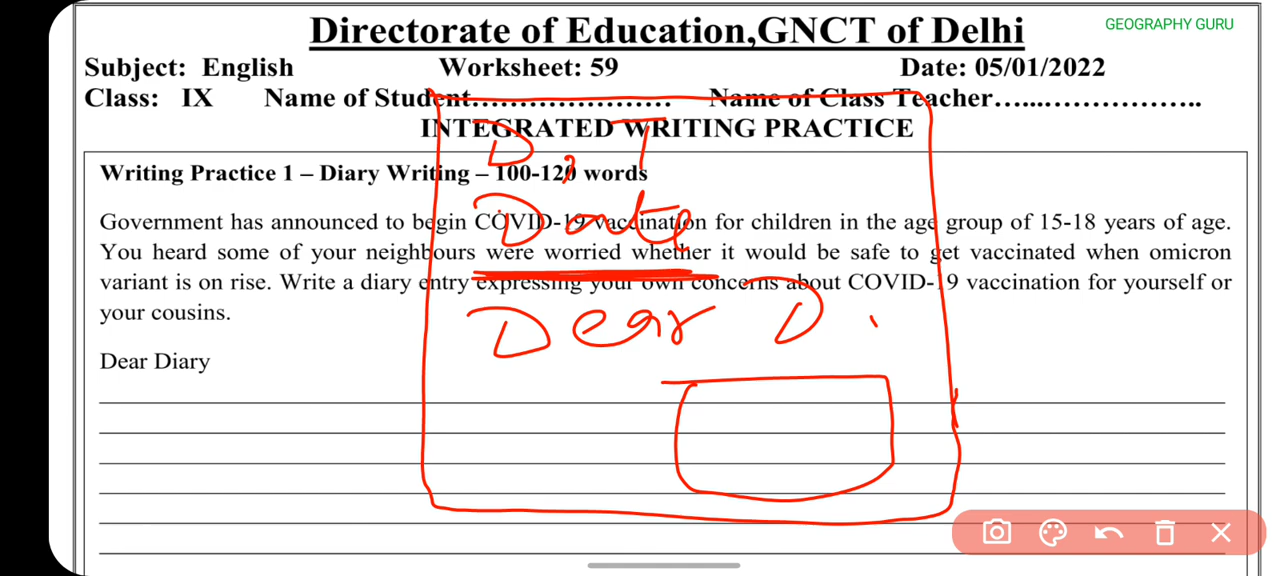 GEOGRAPHY GURU
Directorate of Education,GNCT of Delhi
Subject: English Worksheet: 59 Date: 05/01/2022
Class: IX Name of Student..................... Name of Class Teacher…...……………..
INTEGRATED WRITING PRACTICE
D, T
Writing Practice 1 – Diary Writing – 100-120 words
Date
Government has announced to begin COVID-19 vaccination for children in the age group of 15-18 years of age.
You heard some of your neighbours were worried whether it would be safe to get vaccinated when omicron
variant is on rise. Write a diary entry expressing your own concerns about COVID-19 vaccination for yourself or
your cousins.
Dear D.
Dear Diary